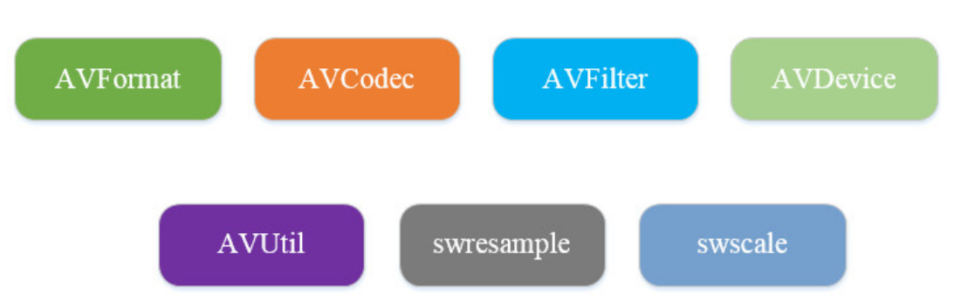 AVFormat
AVCodec
AVFilter
AVDevice
AVUtil
swresample
swscale